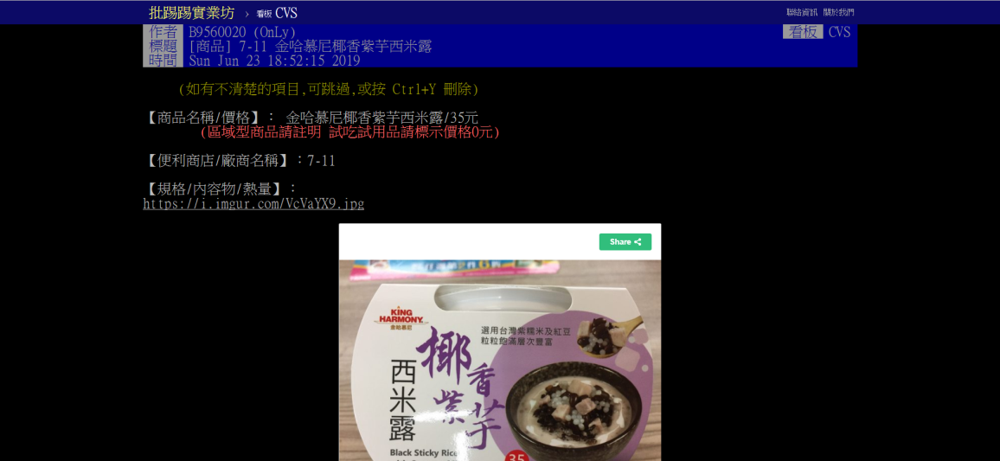 批踢踢實業坊 › 看板 CVS 聯絡資訊 關於我們
作者 B9560020 (OnLy) 看板 CVS
標題 [商品] 7-11 金哈慕尼椰香紫芋西米露
時間 Sun Jun 23 18:52:15 2019
(如有不清楚的項目,可跳過,或按 Ctrl+Y 刪除)
【商品名稱/價格】： 金哈慕尼椰香紫芋西米露/35元
(區域型商品請註明 試吃試用品請標示價格0元)
【便利商店/廠商名稱】：7-11
【規格/內容物/熱量】：
https://i.imgur.com/VcVaYX9.jpg
Share
KING
HARMONY
金哈慕尼
選用台灣紫糯米及紅豆
粒粒飽滿層次豐富
椰香紫芋
西米露
Black Sticky Rice
35